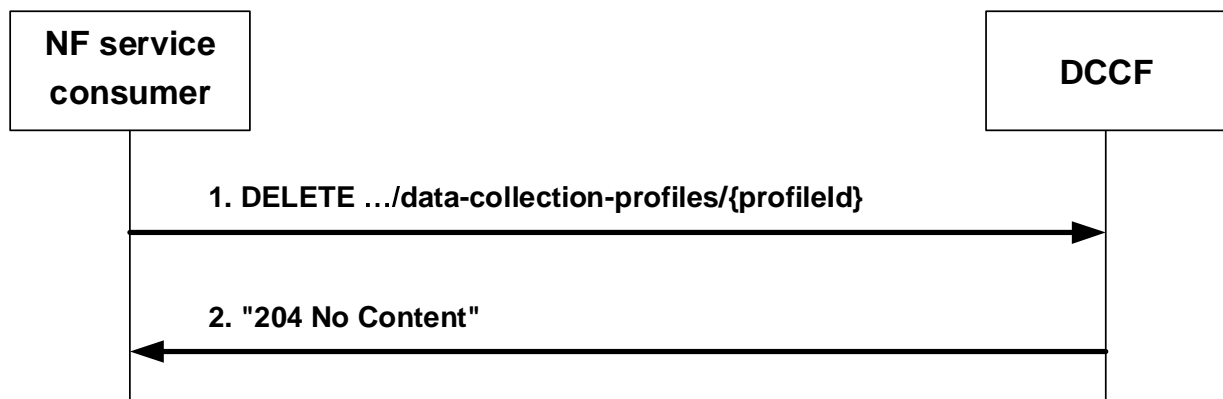 NF service
consumer
DCCF
1. DELETE …/data-collection-profiles/{profileId}
2. "204 No Content"